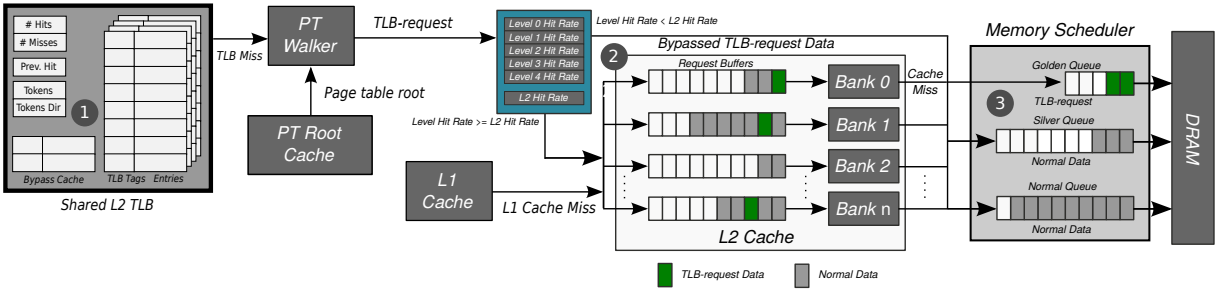 # Hits
# Misses
Prev. Hit
Tokens
Tokens Dir
1
Bypass Cache
TLB Tags
Entries
Shared L2 TLB
TLB Miss
PT
Walker
TLB-request
Page table root
PT Root
Cache
Level 0 Hit Rate
Level 1 Hit Rate
Level 2 Hit Rate
Level 3 Hit Rate
Level 4 Hit Rate
L2 Hit Rate
Level Hit Rate < L2 Hit Rate
Level Hit Rate >= L2 Hit Rate
L1
Cache
L1 Cache Miss
2
Bypassed TLB-request Data
Request Buffers
Bank 0
Bank 1
Bank 2
Bank n
L2 Cache
Cache
Miss
Memory Scheduler
3
Golden Queue
TLB-request
Silver Queue
Normal Data
Normal Queue
Normal Data
DRAM
TLB-request Data
Normal Data